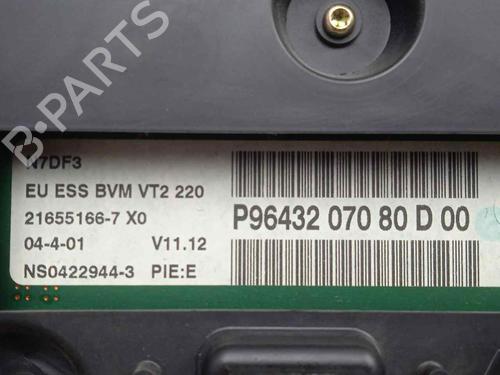 B-PARTS
N7DF3
EU ESS BVM VT2 220
21655166-7 X0
04-4-01 V11.12
NS0422944-3 PIE:E
P96432 070 80 D 00